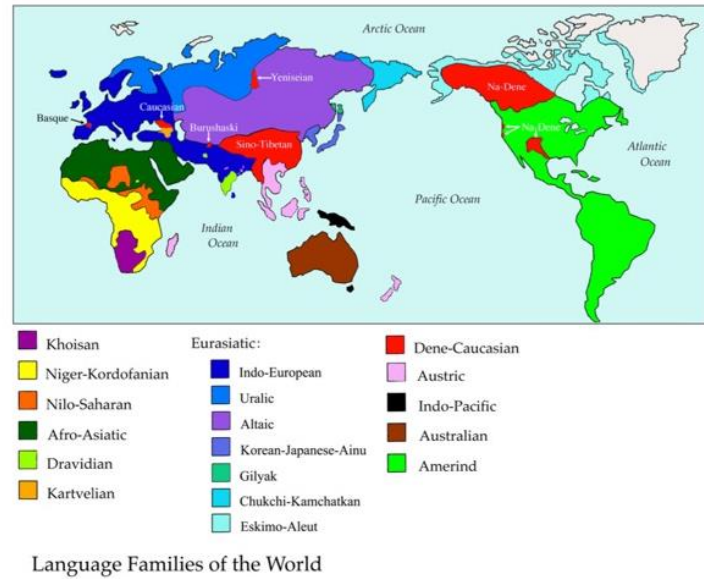 Arctic Ocean
Yeniseian
Na-Dene
Caucasian
Basque
Burushaski
Na-Dene
Sino-Tibetan
Atlantic
Ocean
Pacific Ocean
Indian
Ocean
Khoisan
Niger-Kordofanian
Nilo-Saharan
Afro-Asiatic
Dravidian
Kartvelian
Eurasiatic:
Indo-European
Uralic
Altaic
Korean-Japanese-Ainu
Gilyak
Chukchi-Kamchatkan
Eskimo-Aleut
Dene-Caucasian
Austric
Indo-Pacific
Australian
Amerind
Language Families of the World